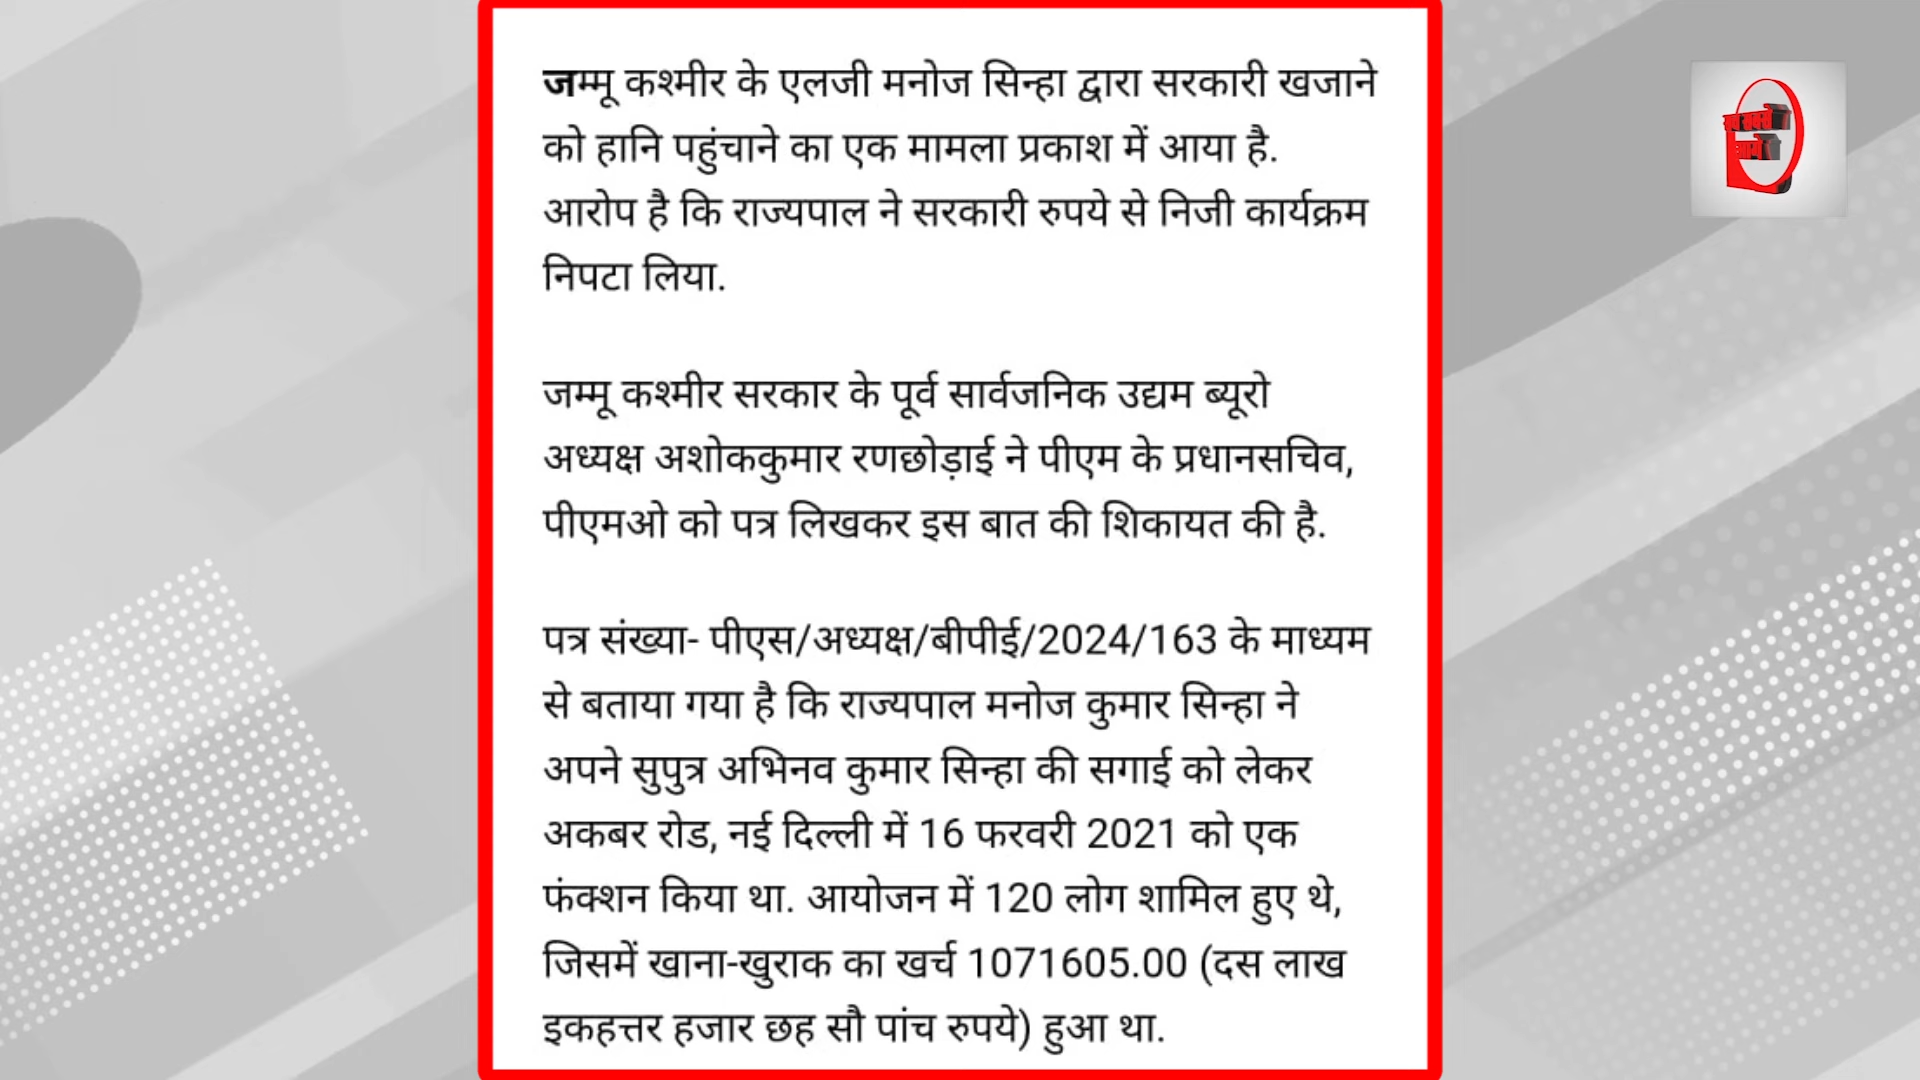 जम्मू कश्मीर के एलजी मनोज सिन्हा द्वारा सरकारी खजाने
को हानि पहुंचाने का एक मामला प्रकाश में आया है.
आरोप है कि राज्यपाल ने सरकारी रुपये से निजी कार्यक्रम
निपटा लिया.
जम्मू कश्मीर सरकार के पूर्व सार्वजनिक उद्यम ब्यूरो
अध्यक्ष अशोककुमार रणछोड़ाई ने पीएम के प्रधानसचिव,
पीएमओ को पत्र लिखकर इस बात की शिकायत की है.
पत्र संख्या- पीएस/अध्यक्ष/बीपीई/2024/163 के माध्यम
से बताया गया है कि राज्यपाल मनोज कुमार सिन्हा ने
अपने सुपुत्र अभिनव कुमार सिन्हा की सगाई को लेकर
अकबर रोड, नई दिल्ली में 16 फरवरी 2021 को एक
फंक्शन किया था. आयोजन में 120 लोग शामिल हुए थे,
जिसमें खाना-खुराक का खर्च 1071605.00 (दस लाख
इकहत्तर हजार छह सौ पांच रुपये) हुआ था.